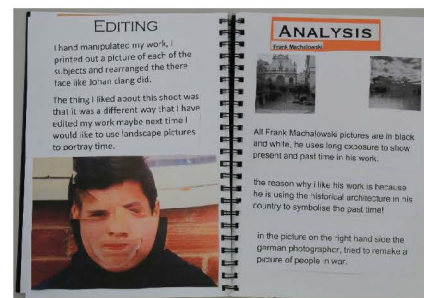 EDITING
I hand manipulated my work, I
printed out a picture of each of the
subjects and rearranged the there
face like Johan clang did.
The thing I liked about this shoot was
that it was a different way that I have
edited my work maybe next time I
would like to use landscape pictures
to portray time.
ANALYSIS
Frank Machalowski
All Frank Machalowski pictures are in black
and white, he uses long exposure to show
present and past time in his work.
the reason why I like his work is because
he is using the historical architecture in his
country to symbolise the past time!
in the picture on the right hand side the
german photographer, tried to remake a
picture of people in war.